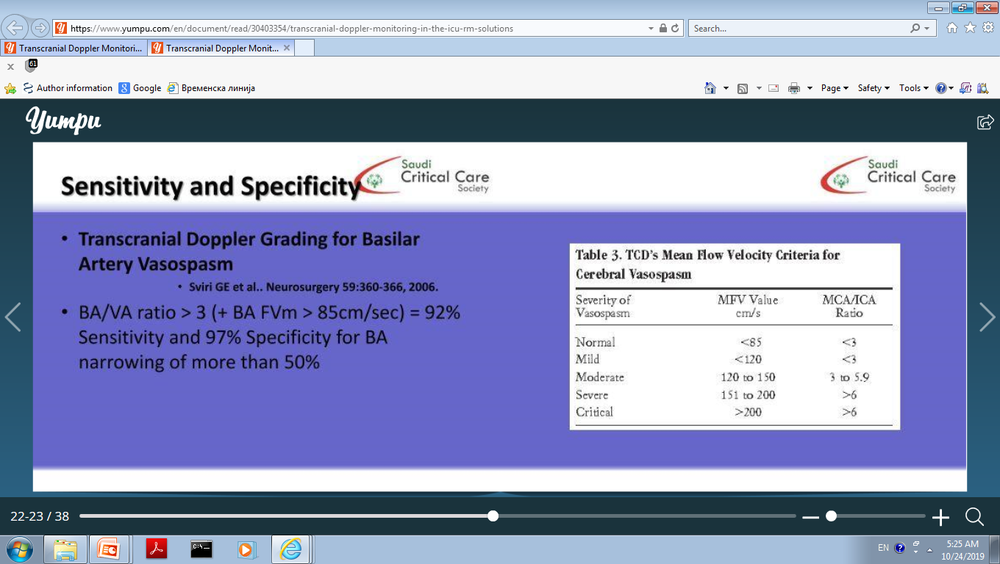 https://www.yumpu.com/en/document/read/30403354/transcranial-doppler-monitoring-in-the-icu-rm-solutions
Search...
Transcranial Doppler Monitori...
Transcranial Doppler Monit...
x
61
Author information
Google
Временска линија
Page
Safety
Tools
Yumpu
Sensitivity and Specificity
Saudi
Critical Care
Society
Saudi
Critical Care
Society
• Transcranial Doppler Grading for Basilar
Artery Vasospasm
• Sviri GE et al.. Neurosurgery 59:360-366, 2006.
• BA/VA ratio > 3 (+ BA FVm > 85cm/sec) = 92%
Sensitivity and 97% Specificity for BA
narrowing of more than 50%
Table 3. TCD's Mean Flow Velocity Criteria for
Cerebral Vasospasm
Severity of MFV Value MCA/ICA
Vasospasm cm/s Ratio
Normal <85 <3
Mild <120 <3
Moderate 120 to 150 3 to 5.9
Severe 151 to 200 >6
Critical >200 >6
22-23 / 38
C:\_
EN
5:25 AM
10/24/2019